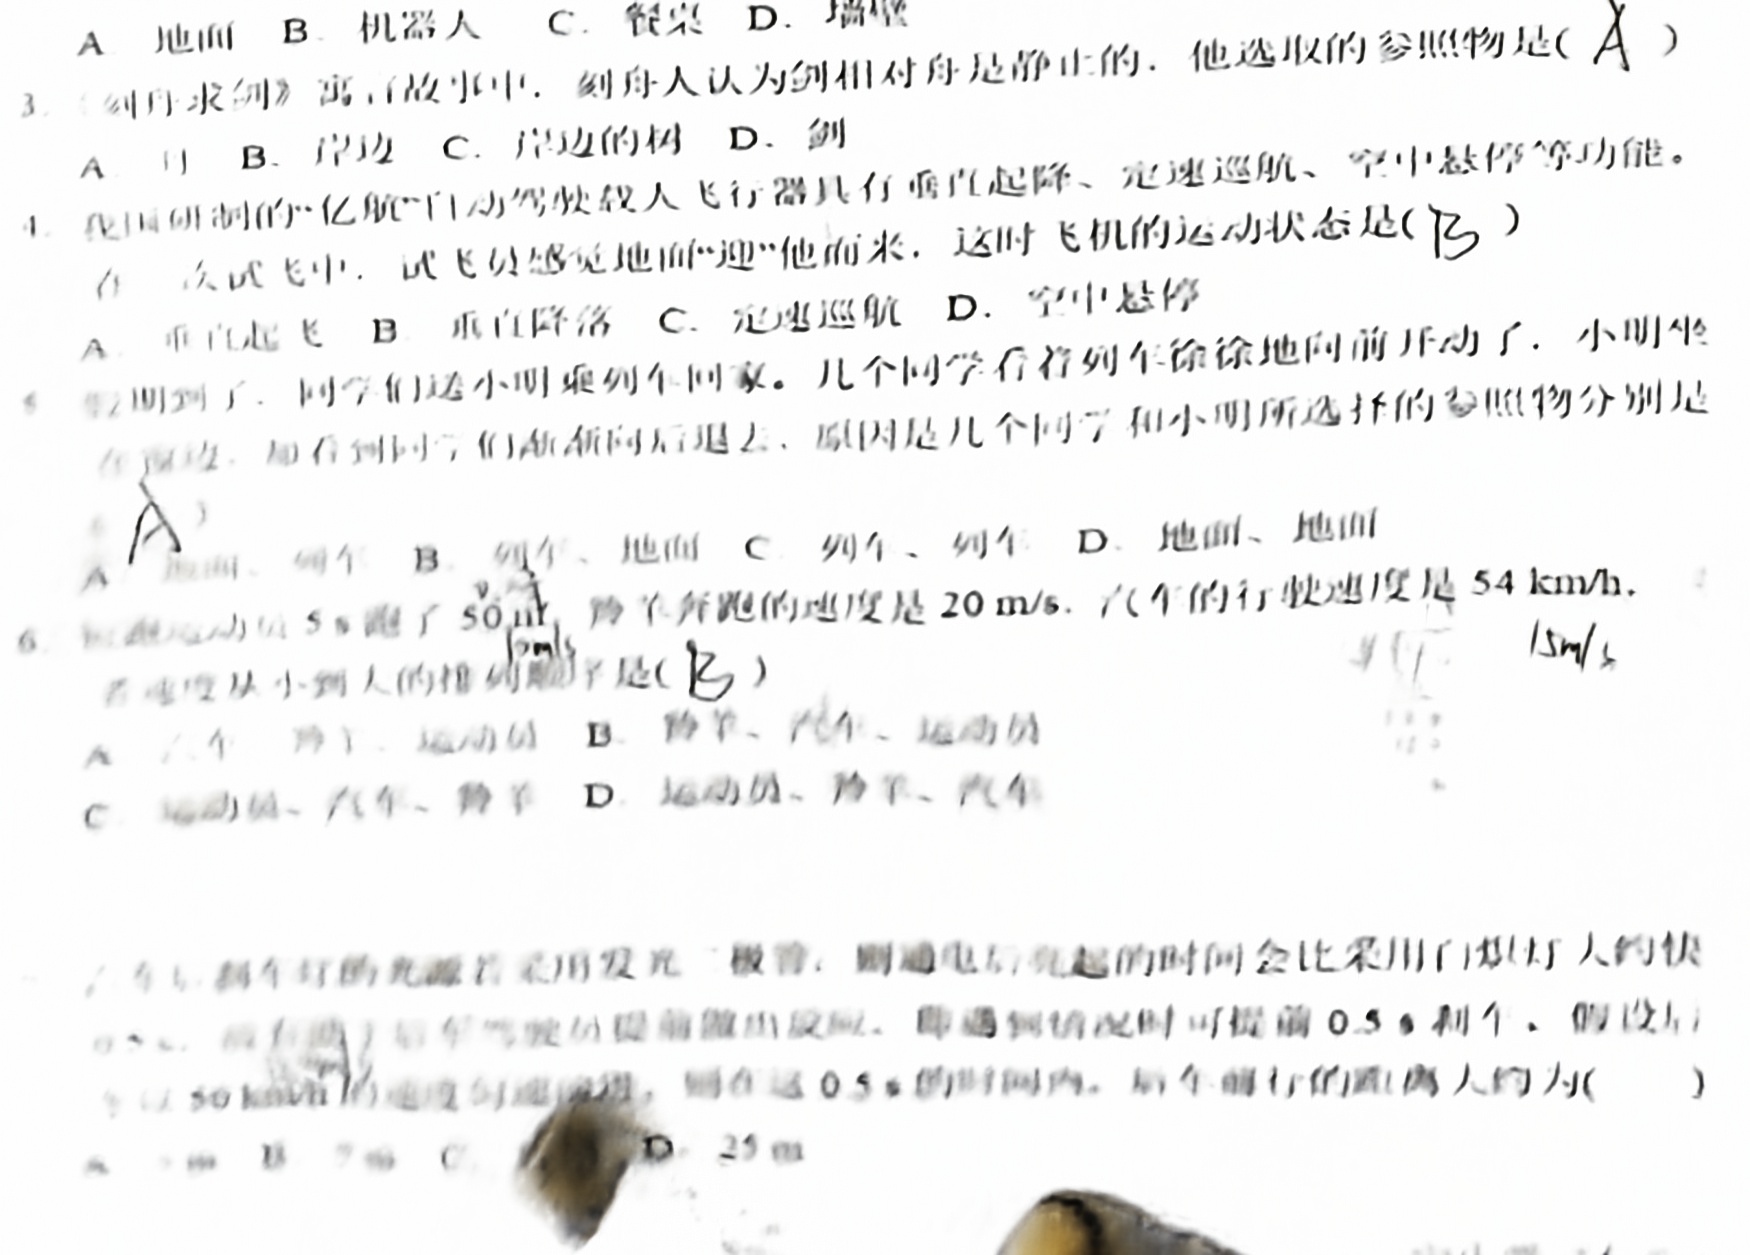 A 地面 B. 机器人 C. 餐桌 D. 墙壁
3. 《刻舟求剑》寓言故事中，刻舟人认为剑相对舟是静止的，他选取的参照物是( A )
A 舟 B. 岸边 C. 岸边的树 D. 剑
4. 我国研制的“亿航”自动驾驶载人飞行器具有垂直起降、定速巡航、空中悬停等功能。
在一次试飞中，试飞员感觉地面“迎”他而来，这时飞机的运动状态是( B )
A. 垂直起飞 B 垂直降落 C. 定速巡航 D. 空中悬停
5 假期到了，同学们送小明乘列车回家。几个同学看着列车徐徐地向前开动了，小明坐
在窗边，却看到同学们渐渐向后退去，原因是几个同学和小明所选择的参照物分别是
( A )
A 地面、列车 B. 列车、地面 C 列车、列车 D. 地面、地面
6. 运动员 5 s 跑了 50 m, 羚羊奔跑的速度是 20 m/s, 汽车的行驶速度是 54 km/h,
10m/s 15m/s
者速度从小到大的排列顺序是( B )
A 汽车 羚羊、运动员 B. 羚羊、汽车、运动员
C 运动员、汽车、羚羊 D. 运动员、羚羊、汽车
刹车灯的光源若采用发光二极管，则通电后亮起的时间会比采用白炽灯大约快
后车驾驶员提前做出反应，即遇到情况时可提前 0.5 s 刹车。假设后
车以 50 km/h 的速度匀速，则在这 0.5 s 的时间内，后车前行的距离大约为( )
A m B 7 m C. D. 25 m